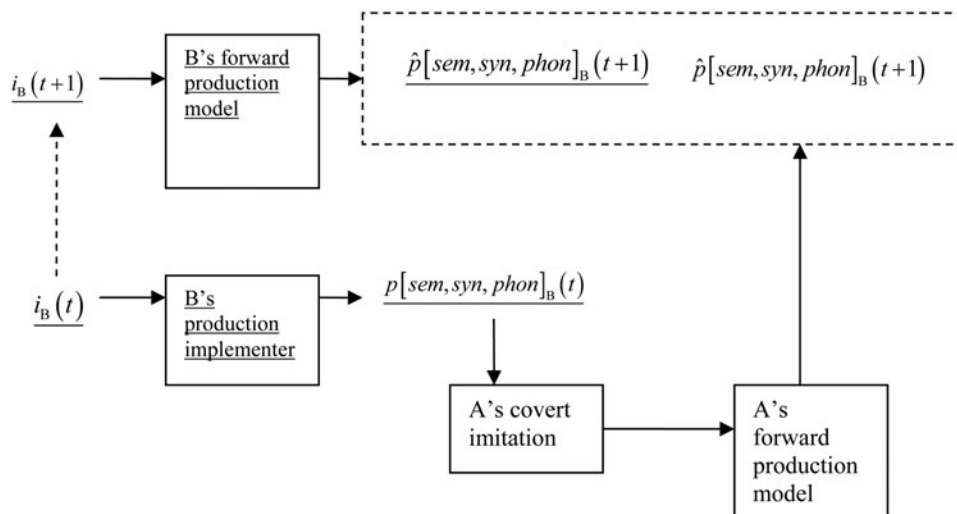 i_B(t+1)
B's forward
production
model
p̂[sem, syn, phon]_B(t+1)
p̂[sem, syn, phon]_B(t+1)
i_B(t)
B's
production
implementer
p[sem, syn, phon]_B(t)
A's covert
imitation
A's
forward
production
model